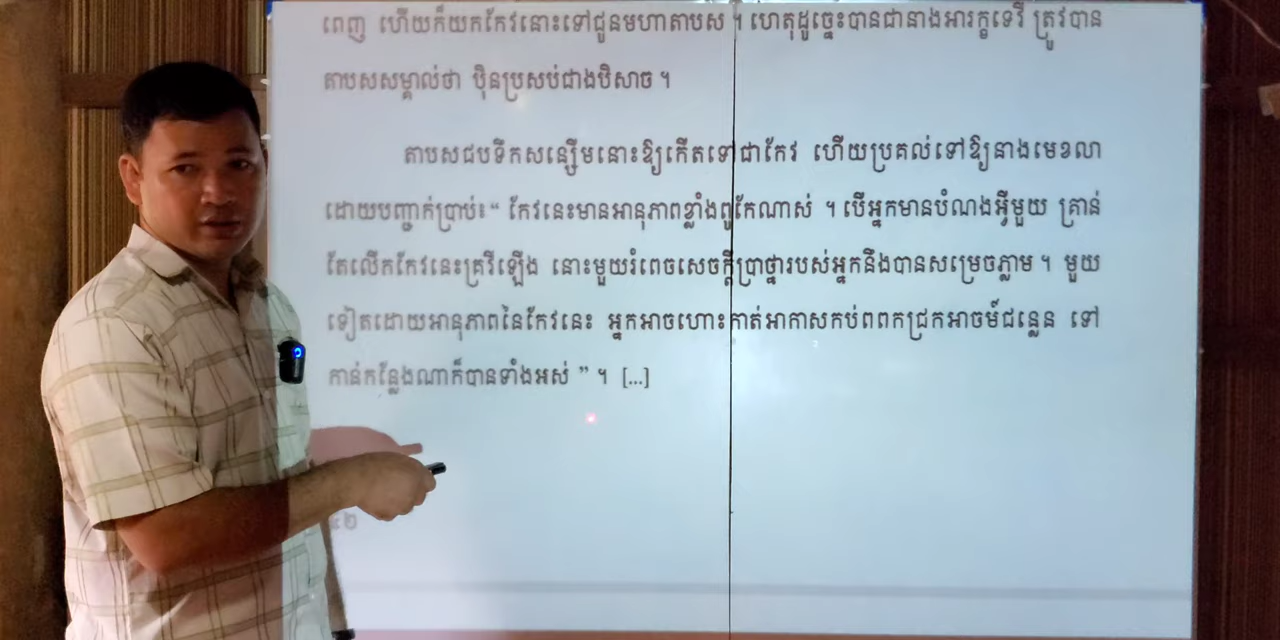 ពេញ ហើយក៏យកកែវនោះទៅជូនមហាតាបស ។ ហេតុដូច្នេះបានជានាងអារក្ខទេវី ត្រូវបាន
តាបសសម្គាល់ថា ប៉ិនប្រសប់ជាងបិសាច ។
តាបសជបទឹកសន្សើមនោះឱ្យកើតទៅជាកែវ ហើយប្រគល់ទៅឱ្យនាងមេខលា
ដោយបញ្ជាក់ប្រាប់៖“ កែវនេះមានអានុភាពខ្លាំងពូកែណាស់ ។ បើអ្នកមានបំណងអ្វីមួយ គ្រាន់
តែលើកកែវនេះគ្រវីឡើង នោះមួយរំពេចសេចក្តីប្រាថ្នារបស់អ្នកនឹងបានសម្រេចភ្លាម ។ មួយ
ទៀតដោយអានុភាពនៃកែវនេះ អ្នកអាចហោះកាត់អាកាសកប់ពពកជ្រកអាចម៍ជន្លេន ទៅ
កាន់កន្លែងណាក៏បានទាំងអស់ ” ។ [...]